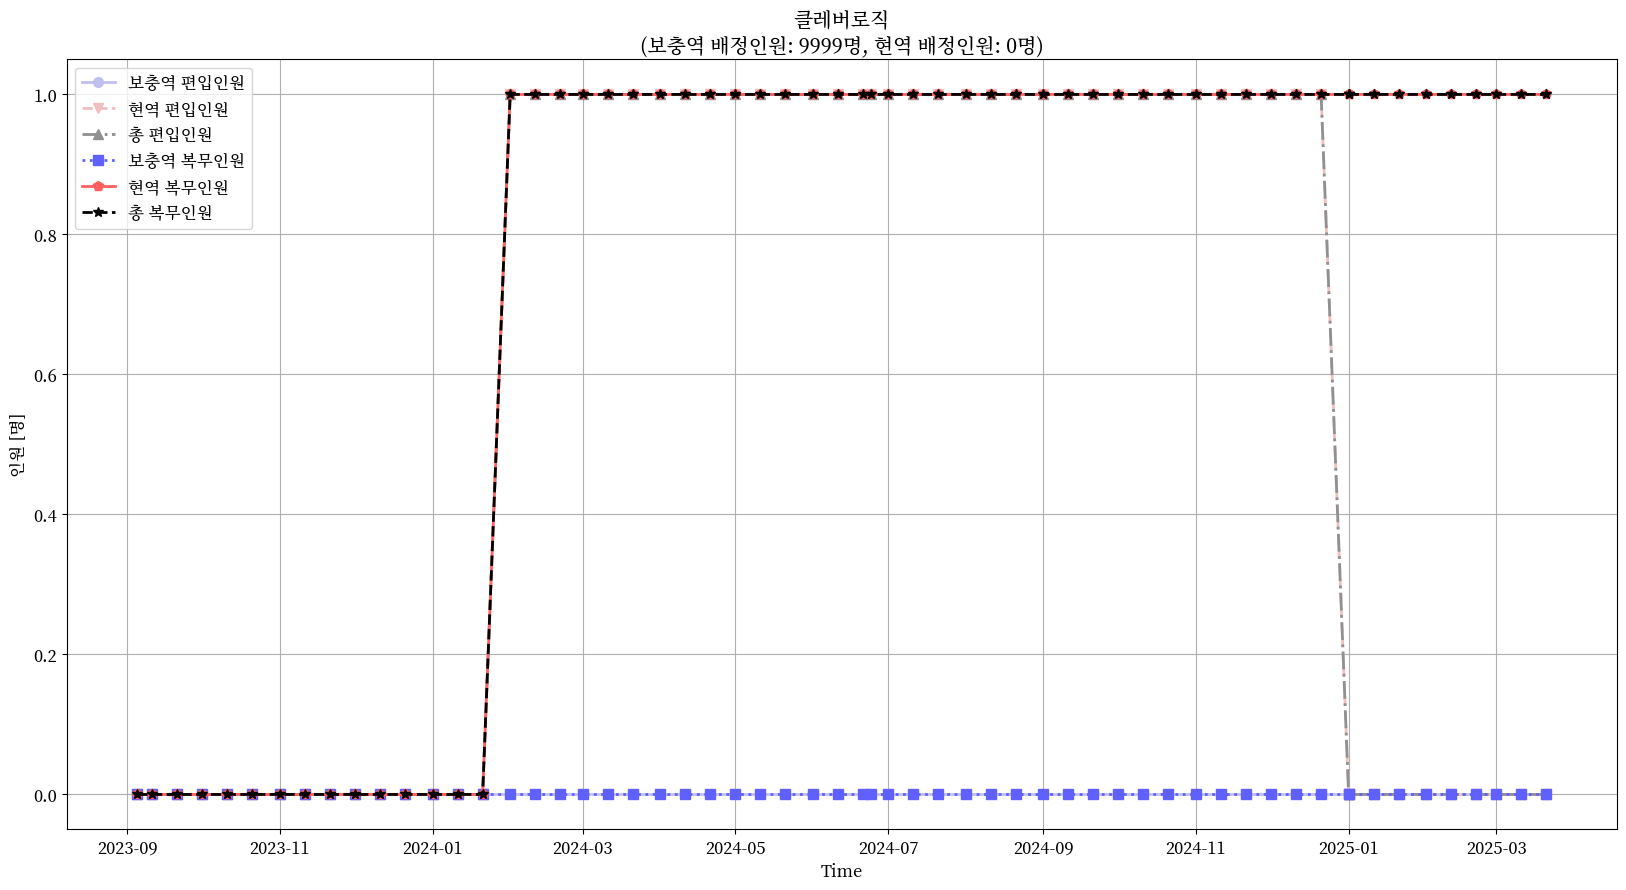 클레버로직
(보충역 배정인원: 9999명, 현역 배정인원: 0명)
보충역 편입인원
현역 편입인원
총 편입인원
보충역 복무인원
현역 복무인원
총 복무인원
인원 [명]
1.0
0.8
0.6
0.4
0.2
0.0
2023-09 2023-11 2024-01 2024-03 2024-05 2024-07 2024-09 2024-11 2025-01 2025-03
Time